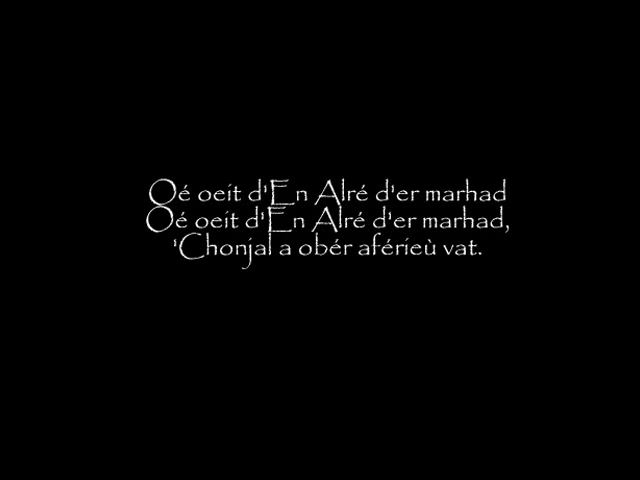 Oé oeit d'En Alré d'er marhad
Oé oeit d'En Alré d'er marhad,
'Chonjal a obér aférieù vat.